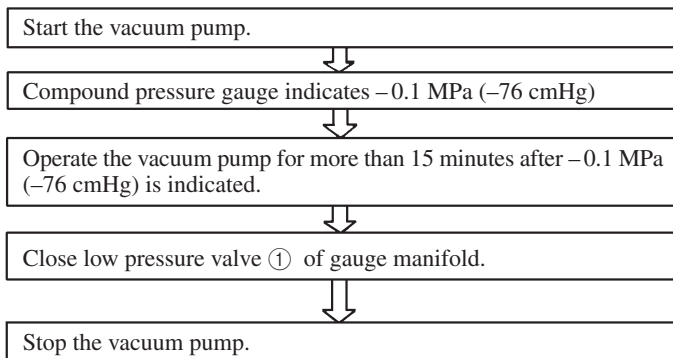 Start the vacuum pump.
Compound pressure gauge indicates –0.1 MPa (–76 cmHg)
Operate the vacuum pump for more than 15 minutes after –0.1 MPa
(–76 cmHg) is indicated.
Close low pressure valve ① of gauge manifold.
Stop the vacuum pump.